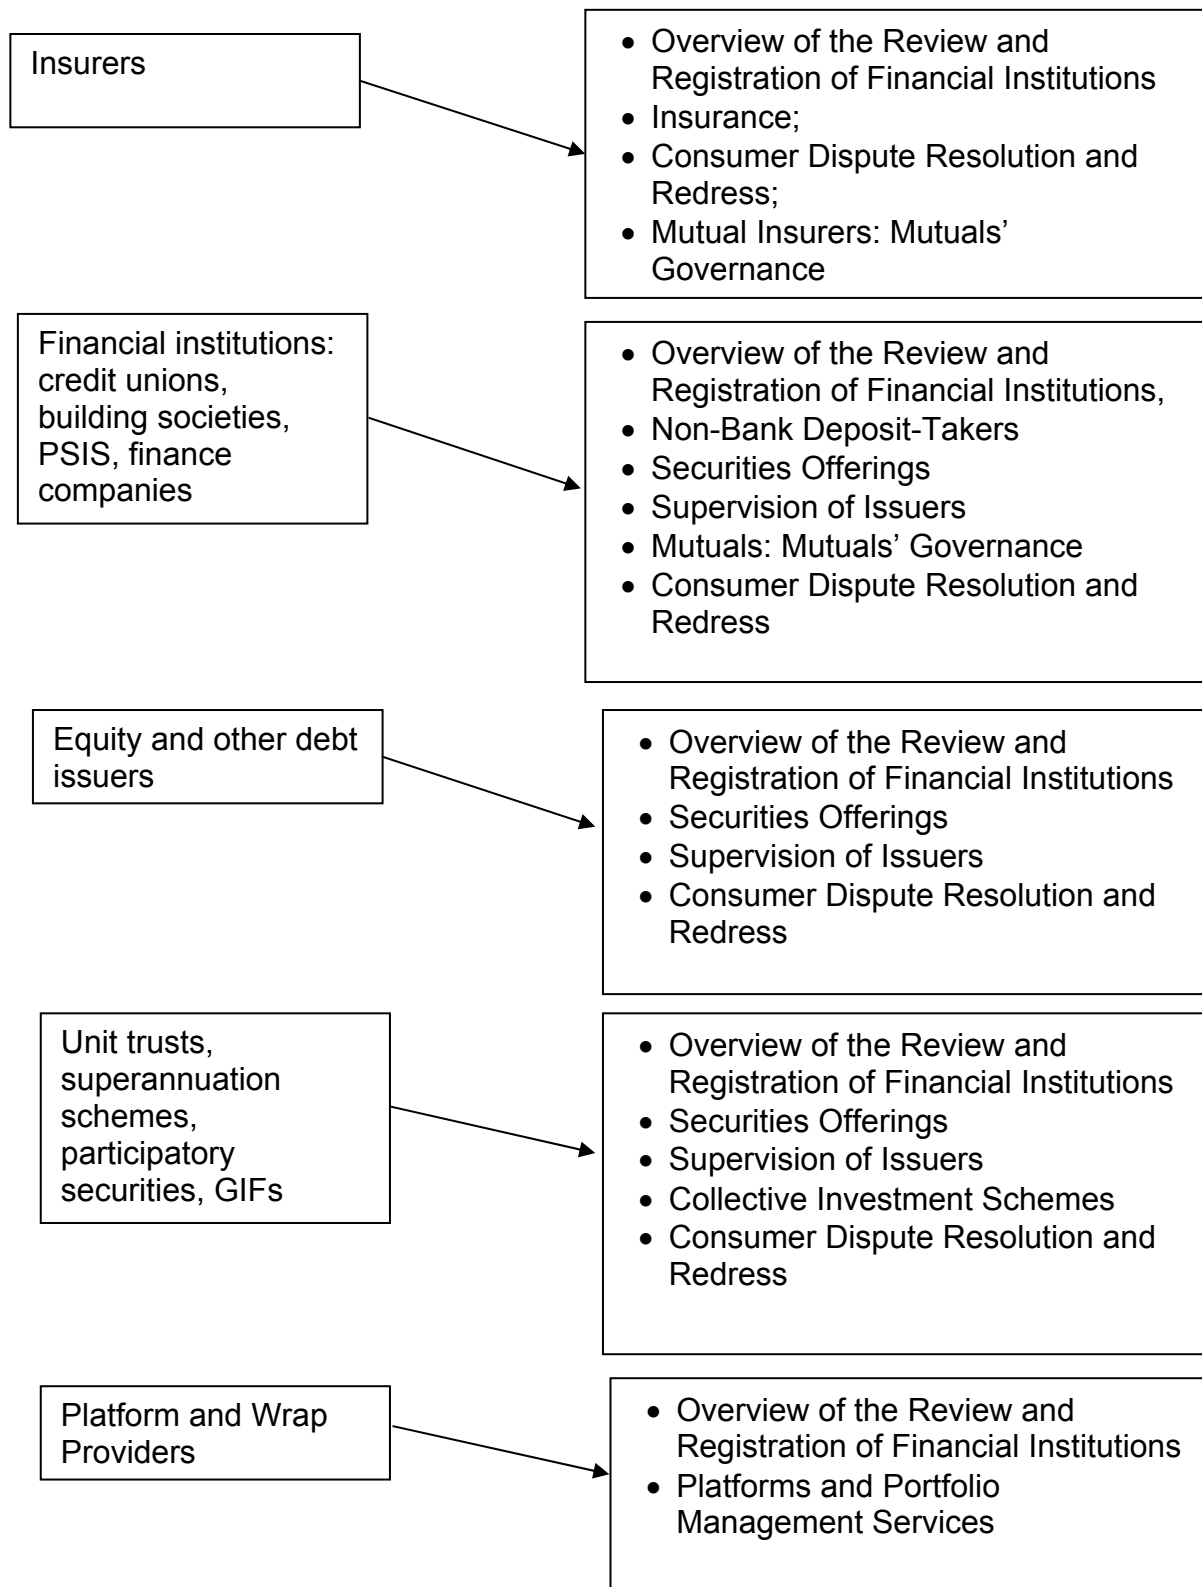 Insurers
• Overview of the Review and
Registration of Financial Institutions
• Insurance;
• Consumer Dispute Resolution and
Redress;
• Mutual Insurers: Mutuals’
Governance
Financial institutions:
credit unions,
building societies,
PSIS, finance
companies
• Overview of the Review and
Registration of Financial Institutions,
• Non-Bank Deposit-Takers
• Securities Offerings
• Supervision of Issuers
• Mutuals: Mutuals’ Governance
• Consumer Dispute Resolution and
Redress
Equity and other debt
issuers
• Overview of the Review and
Registration of Financial Institutions
• Securities Offerings
• Supervision of Issuers
• Consumer Dispute Resolution and
Redress
Unit trusts,
superannuation
schemes,
participatory
securities, GIFs
• Overview of the Review and
Registration of Financial Institutions
• Securities Offerings
• Supervision of Issuers
• Collective Investment Schemes
• Consumer Dispute Resolution and
Redress
Platform and Wrap
Providers
• Overview of the Review and
Registration of Financial Institutions
• Platforms and Portfolio
Management Services